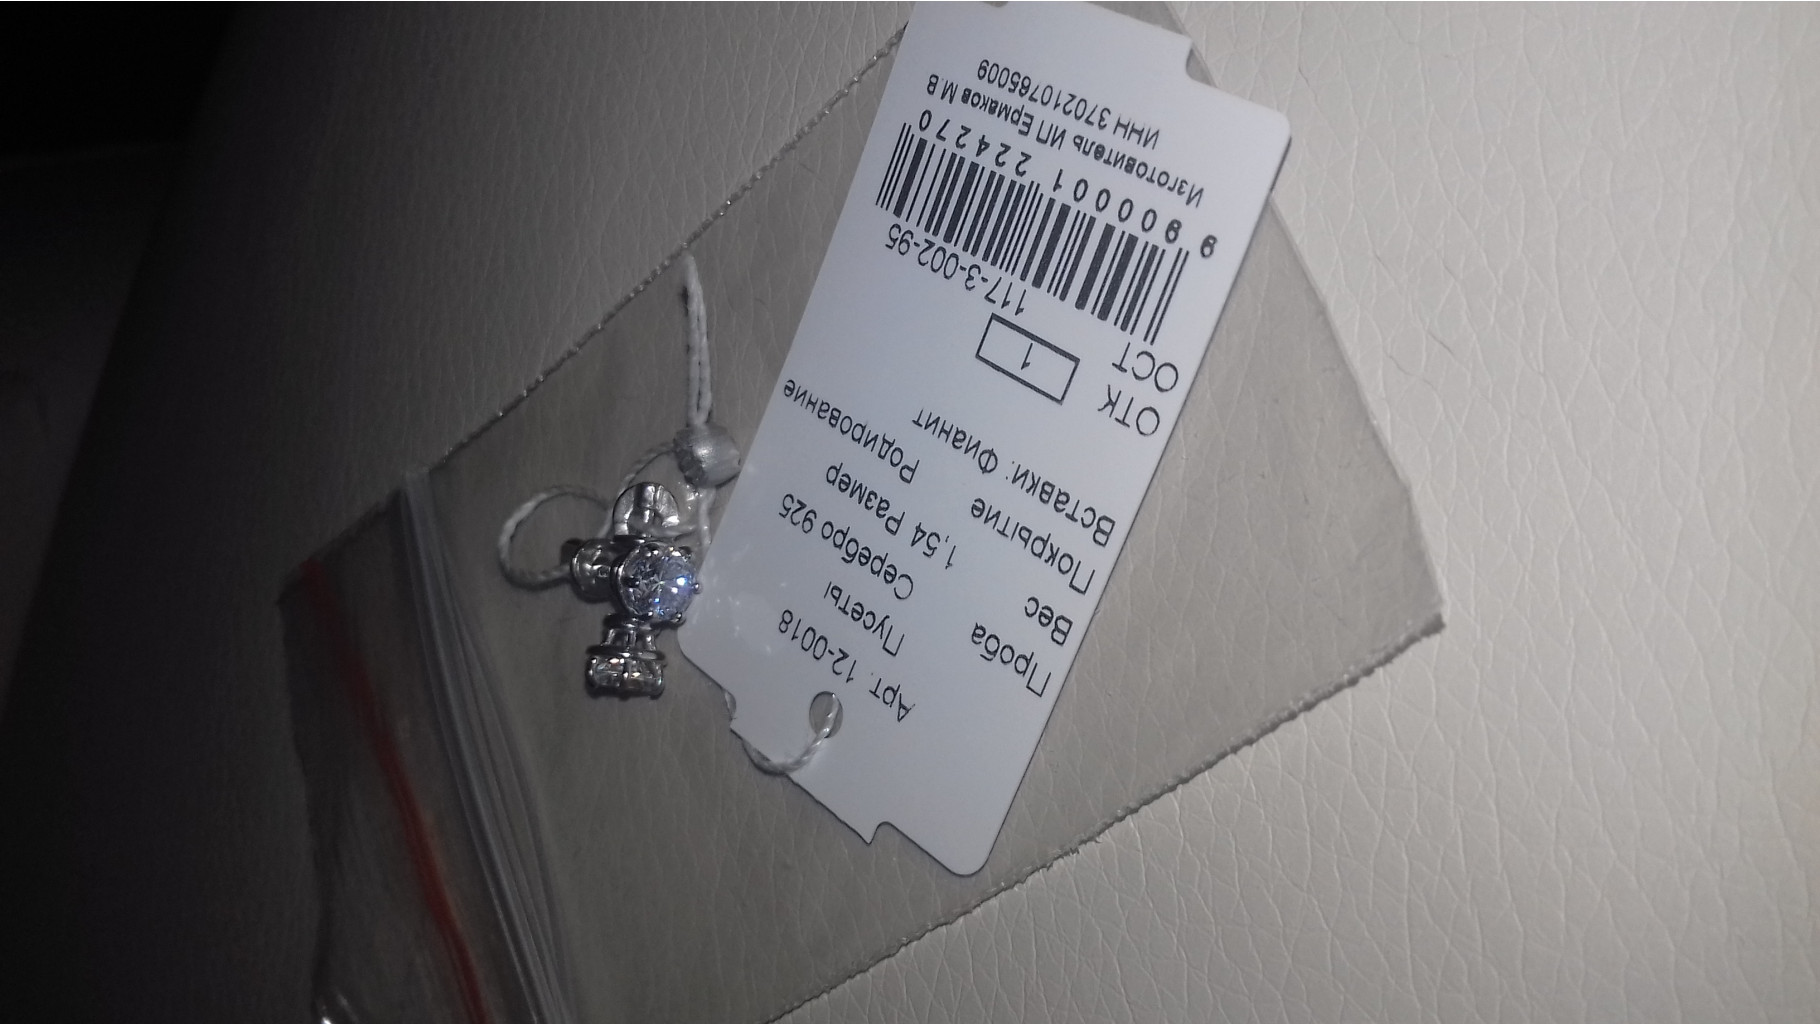 Арт. 12-0018
Пусеты
Проба Серебро 925
Вес 1,54 Размер
Покрытие Родирование
Вставки: Фианит
ОТК 1
ОСТ 117-3-002-95
9 900001 224270
Изготовитель ИП Ермаков М.В
ИНН 370210765009